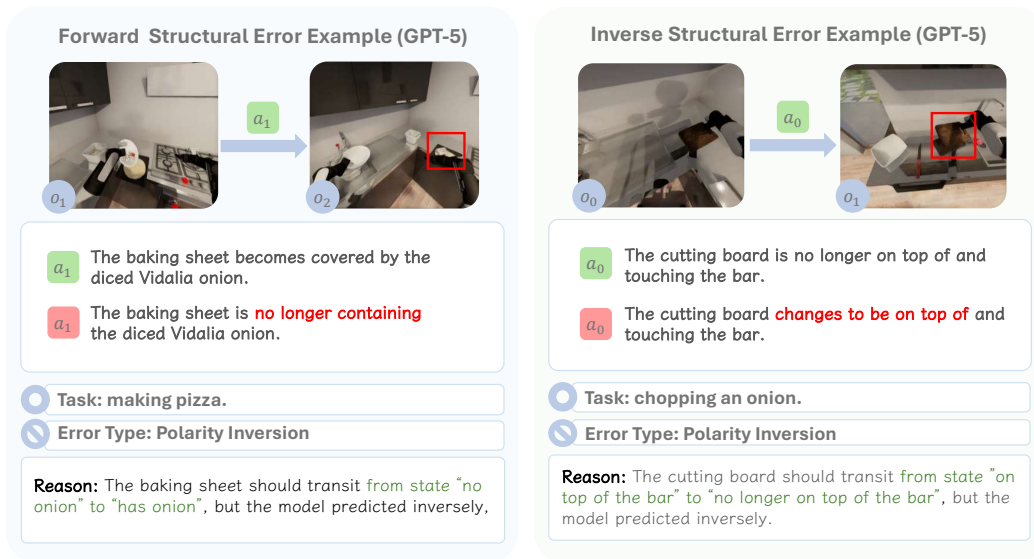 Forward Structural Error Example (GPT-5)
a₁
o₁
o₂
a₁ The baking sheet becomes covered by the
diced Vidalia onion.
a₁ The baking sheet is no longer containing
the diced Vidalia onion.
Task: making pizza.
Error Type: Polarity Inversion
Reason: The baking sheet should transit from state “no
onion” to “has onion”, but the model predicted inversely,
Inverse Structural Error Example (GPT-5)
a₀
o₀
o₁
a₀ The cutting board is no longer on top of and
touching the bar.
a₀ The cutting board changes to be on top of and
touching the bar.
Task: chopping an onion.
Error Type: Polarity Inversion
Reason: The cutting board should transit from state ”on
top of the bar” to “no longer on top of the bar”, but the
model predicted inversely.